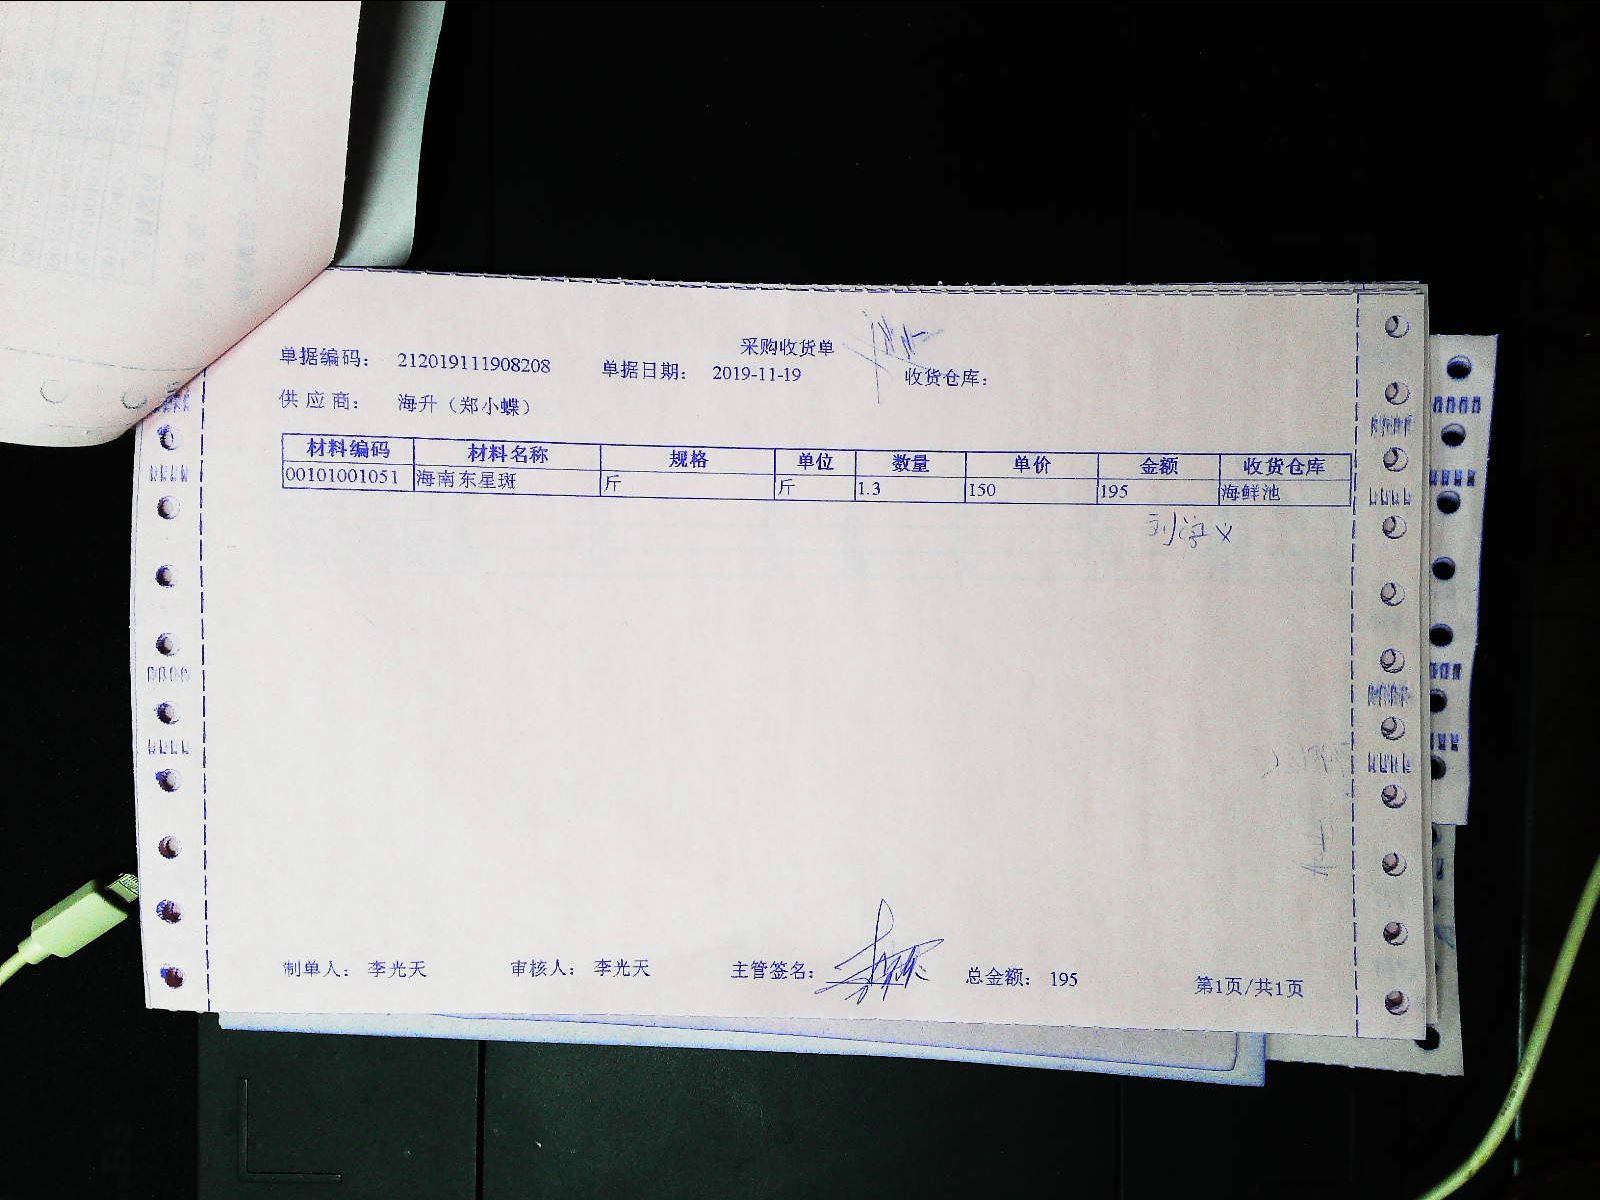 采购收货单
单据编码： 212019111908208 单据日期： 2019-11-19 收货仓库：
供应商： 海升（郑小蝶）
材料编码 材料名称 规格 单位 数量 单价 金额 收货仓库
00101001051 海南东星斑 斤 斤 1.3 150 195 海鲜池
刘学义
制单人： 李光天 审核人： 李光天 主管签名： 总金额： 195 第1页/共1页